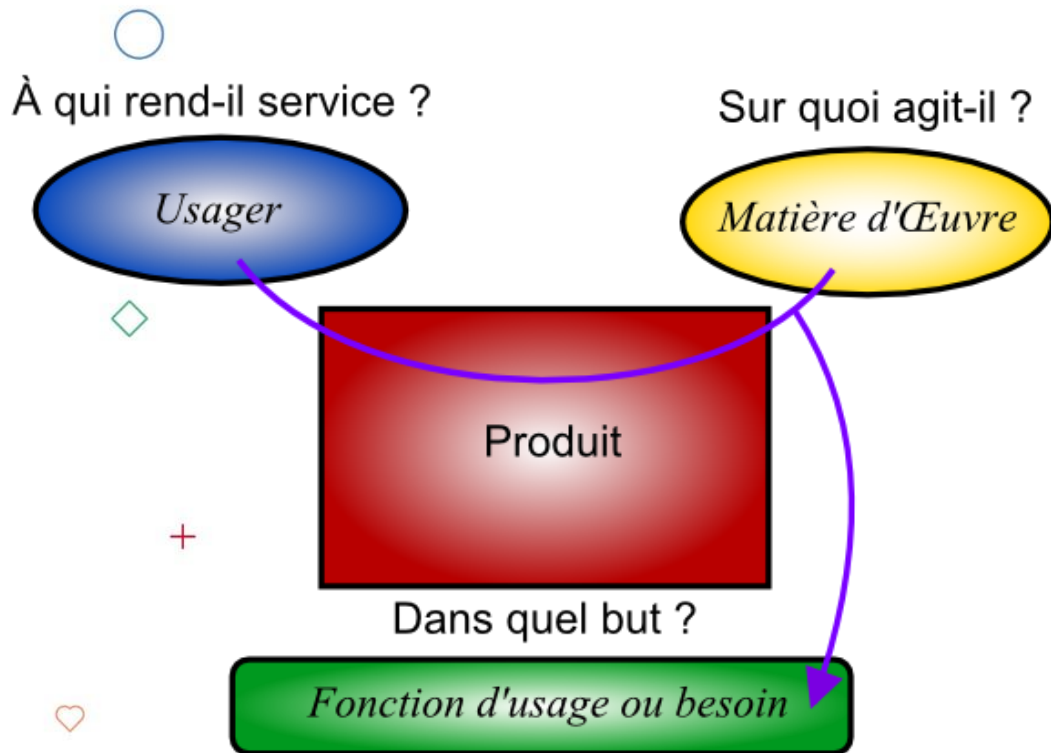 À qui rend-il service ?
Sur quoi agit-il ?
Usager
Matière d'Œuvre
Produit
Dans quel but ?
Fonction d'usage ou besoin